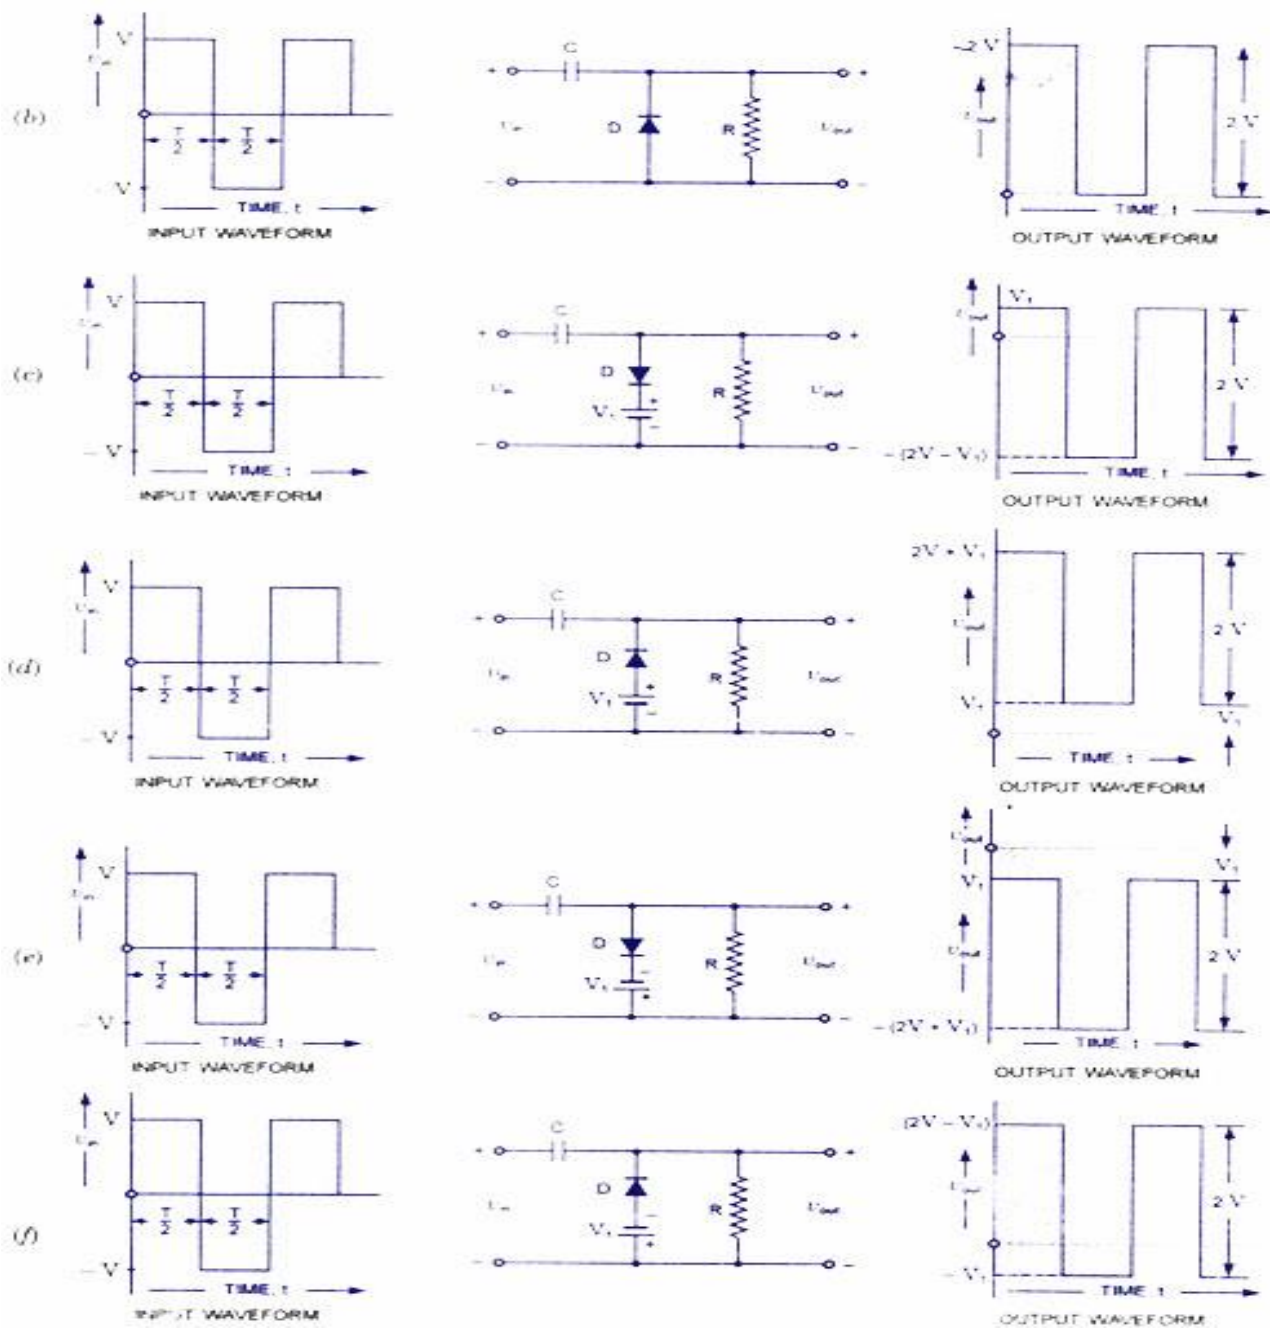 (b)
V
T/2 T/2
- V
TIME, t
INPUT WAVEFORM
C
+ +
D R
- -
-2 V
2 V
TIME, t
OUTPUT WAVEFORM
V
T/2 T/2
- V
TIME, t
INPUT WAVEFORM
C
+ +
D
V₁ + R
-
- -
V₁
2 V
- (2V - V₁)
TIME, t
OUTPUT WAVEFORM
(d)
V
T/2 T/2
- V
TIME, t
INPUT WAVEFORM
C
+ +
D
V₁ + R
-
- -
2V + V₁
2 V
V₁
V₁
TIME, t
OUTPUT WAVEFORM
(e)
V
T/2 T/2
- V
TIME, t
INPUT WAVEFORM
C
+ +
D
V₁ - R
+
- -
V₁
V₁
2 V
- (2V + V₁)
TIME, t
OUTPUT WAVEFORM
(f)
V
T/2 T/2
- V
TIME, t
INPUT WAVEFORM
C
+ +
D
V₁ - R
+
- -
(2V - V₁)
2 V
- V₁
TIME, t
OUTPUT WAVEFORM